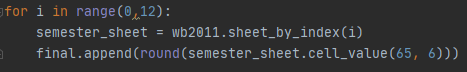 for i in range(0,12):
    semester_sheet = wb2011.sheet_by_index(i)
    final.append(round(semester_sheet.cell_value(65, 6)))